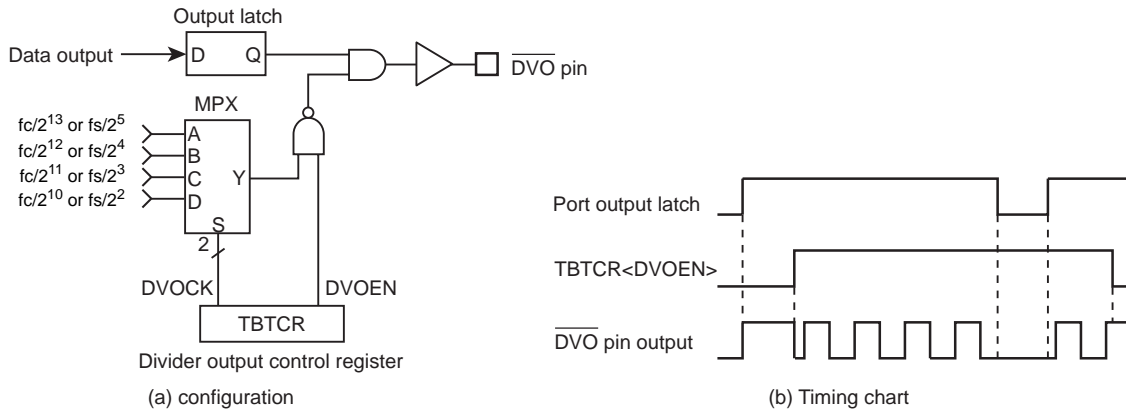 Output latch
Data output
D Q
DVO pin
MPX
fc/2^13 or fs/2^5
fc/2^12 or fs/2^4
fc/2^11 or fs/2^3
fc/2^10 or fs/2^2
A
B
C
D
Y
S
2
DVOCK
DVOEN
TBTCR
Divider output control register
(a) configuration
Port output latch
TBTCR<DVOEN>
DVO pin output
(b) Timing chart